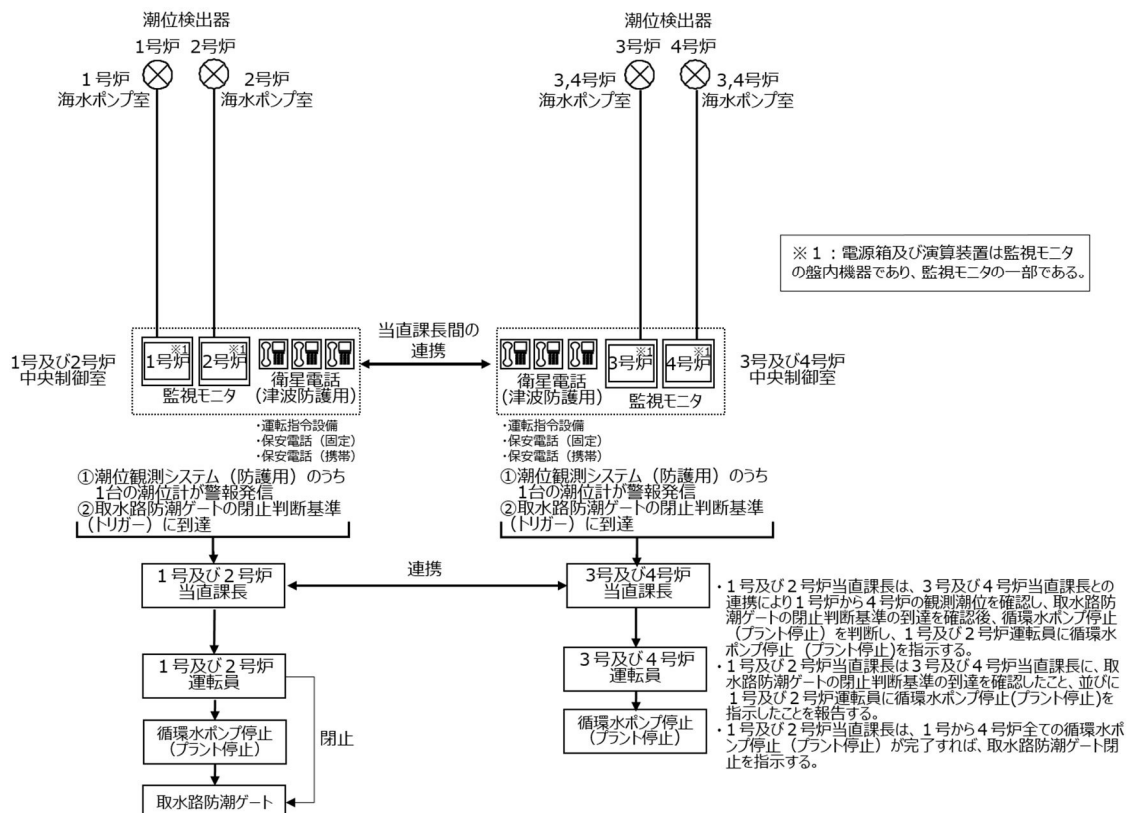 潮位検出器
1号炉 2号炉
1号炉
海水ポンプ室
2号炉
海水ポンプ室
潮位検出器
3号炉 4号炉
3,4号炉
海水ポンプ室
3,4号炉
海水ポンプ室
※1：電源箱及び演算装置は監視モニタ
の盤内機器であり、監視モニタの一部である。
1号及び2号炉
中央制御室
※1
1号炉
※1
2号炉
監視モニタ
衛星電話
(津波防護用)
当直課長間の
連携
衛星電話
(津波防護用)
※1
3号炉
※1
4号炉
監視モニタ
3号及び4号炉
中央制御室
・運転指令設備
・保安電話（固定）
・保安電話（携帯）
・運転指令設備
・保安電話（固定）
・保安電話（携帯）
①潮位観測システム（防護用）のうち
1台の潮位計が警報発信
②取水路防潮ゲートの閉止判断基準
（トリガー）に到達
①潮位観測システム（防護用）のうち
1台の潮位計が警報発信
②取水路防潮ゲートの閉止判断基準
（トリガー）に到達
1号及び2号炉
当直課長
連携
3号及び4号炉
当直課長
1号及び2号炉
運転員
3号及び4号炉
運転員
循環水ポンプ停止
(プラント停止)
閉止
循環水ポンプ停止
(プラント停止)
取水路防潮ゲート
・1号及び2号炉当直課長は、3号及び4号炉当直課長との
連携により1号炉から4号炉の観測潮位を確認し、取水路防
潮ゲートの閉止判断基準の到達を確認後、循環水ポンプ停止
（プラント停止）を判断し、1号及び2号炉運転員に循環水
ポンプ停止（プラント停止)を指示する。
・1号及び2号炉当直課長は3号及び4号炉当直課長に、取
水路防潮ゲートの閉止判断基準の到達を確認したこと、並びに
1号及び2号炉運転員に循環水ポンプ停止(プラント停止)を
指示したことを報告する。
・1号及び2号炉当直課長は、1号から4号炉全ての循環水ポ
ンプ停止（プラント停止）が完了すれば、取水路防潮ゲート閉
止を指示する。